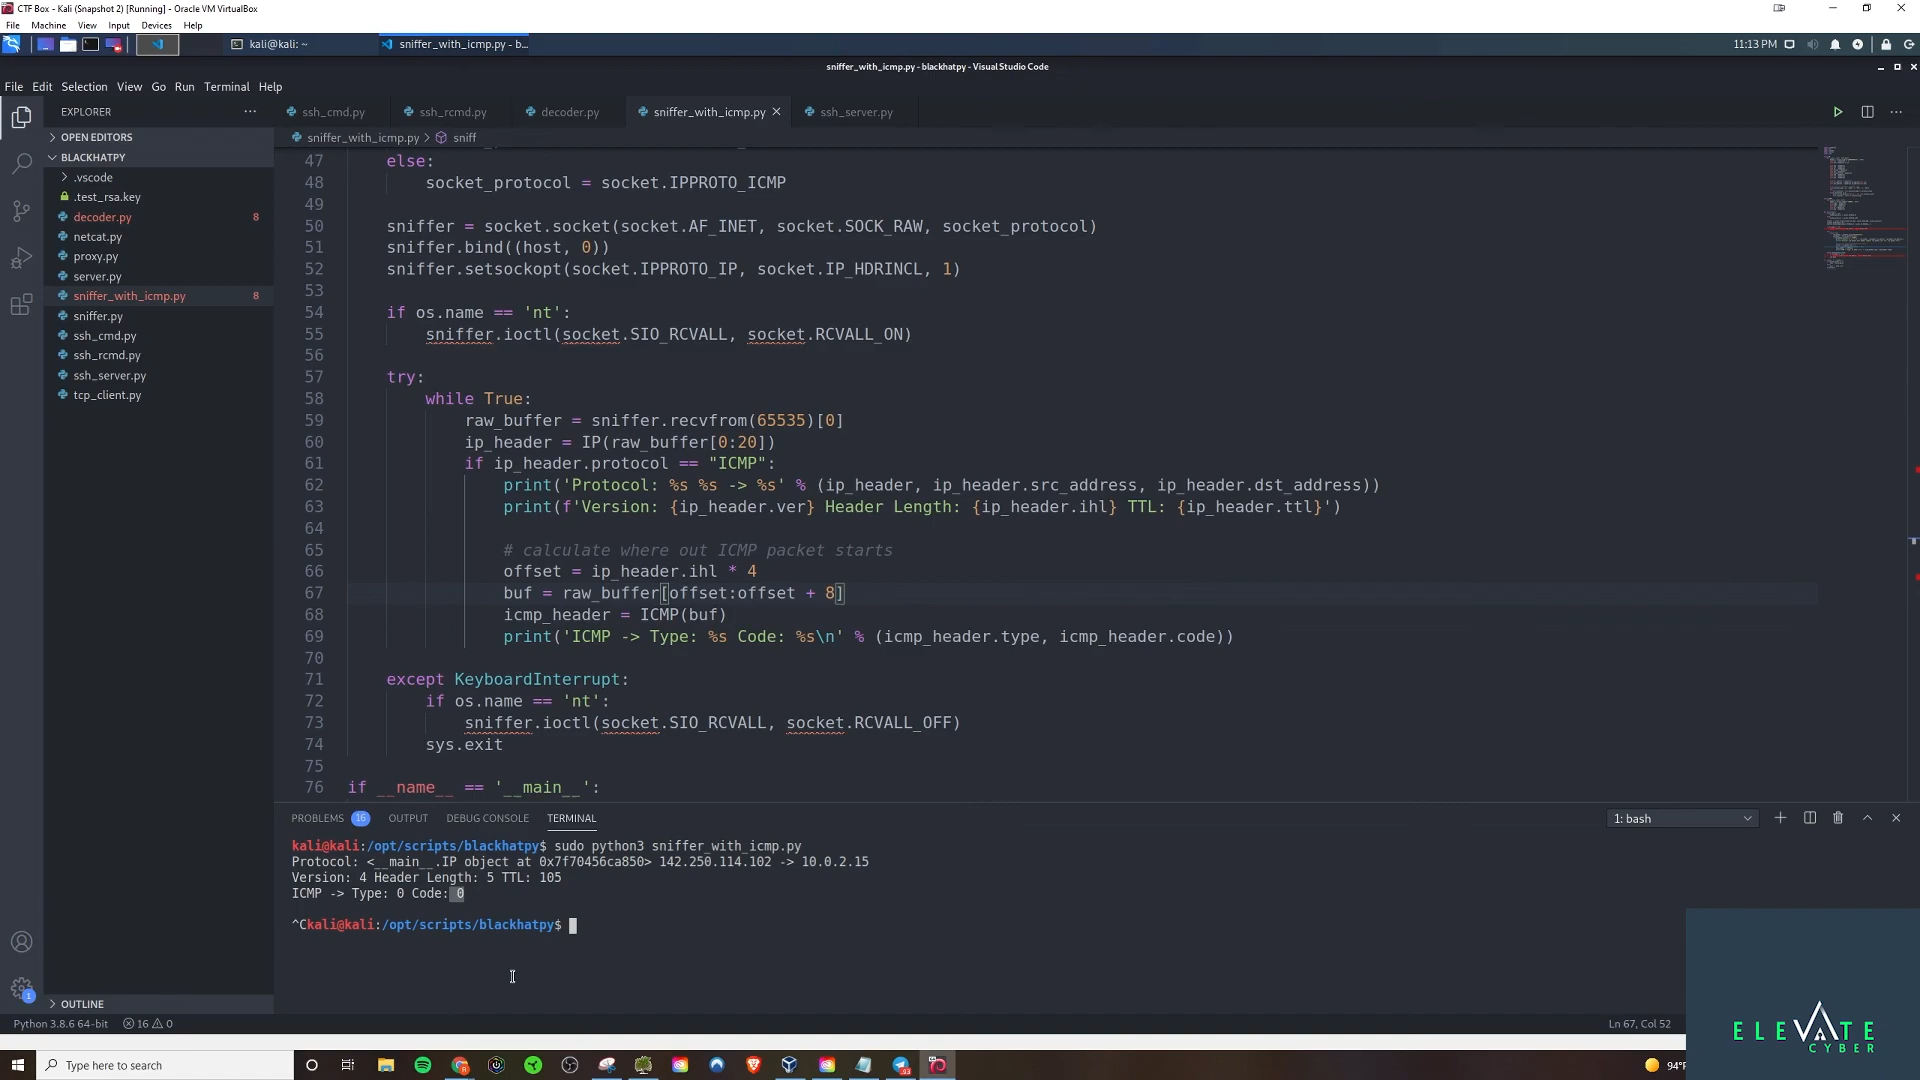 CTF Box - Kali (Snapshot 2) [Running] - Oracle VM VirtualBox
File Machine View Input Devices Help
kali@kali: ~
sniffer_with_icmp.py - b...
11:13 PM
sniffer_with_icmp.py - blackhatpy - Visual Studio Code
File Edit Selection View Go Run Terminal Help
EXPLORER
ssh_cmd.py
ssh_rcmd.py
decoder.py
sniffer_with_icmp.py
ssh_server.py
OPEN EDITORS
sniffer_with_icmp.py > sniff
BLACKHATPY
.vscode
.test_rsa.key
decoder.py 8
netcat.py
proxy.py
server.py
sniffer_with_icmp.py 8
sniffer.py
ssh_cmd.py
ssh_rcmd.py
ssh_server.py
tcp_client.py
OUTLINE
47 else:
48 socket_protocol = socket.IPPROTO_ICMP
49
50 sniffer = socket.socket(socket.AF_INET, socket.SOCK_RAW, socket_protocol)
51 sniffer.bind((host, 0))
52 sniffer.setsockopt(socket.IPPROTO_IP, socket.IP_HDRINCL, 1)
53
54 if os.name == 'nt':
55 sniffer.ioctl(socket.SIO_RCVALL, socket.RCVALL_ON)
56
57 try:
58 while True:
59 raw_buffer = sniffer.recvfrom(65535)[0]
60 ip_header = IP(raw_buffer[0:20])
61 if ip_header.protocol == "ICMP":
62 print('Protocol: %s %s -> %s' % (ip_header, ip_header.src_address, ip_header.dst_address))
63 print(f'Version: {ip_header.ver} Header Length: {ip_header.ihl} TTL: {ip_header.ttl}')
64
65 # calculate where out ICMP packet starts
66 offset = ip_header.ihl * 4
67 buf = raw_buffer[offset:offset + 8]
68 icmp_header = ICMP(buf)
69 print('ICMP -> Type: %s Code: %s\n' % (icmp_header.type, icmp_header.code))
70
71 except KeyboardInterrupt:
72 if os.name == 'nt':
73 sniffer.ioctl(socket.SIO_RCVALL, socket.RCVALL_OFF)
74 sys.exit
75
76 if __name__ == '__main__':
PROBLEMS 16 OUTPUT DEBUG CONSOLE TERMINAL
1: bash
kali@kali:/opt/scripts/blackhatpy$ sudo python3 sniffer_with_icmp.py
Protocol: <__main__.IP object at 0x7f70456ca850> 142.250.114.102 -> 10.0.2.15
Version: 4 Header Length: 5 TTL: 105
ICMP -> Type: 0 Code: 0
^Ckali@kali:/opt/scripts/blackhatpy$
1
Python 3.8.6 64-bit 16 0
Ln 67, Col 52
ELEVATE
CYBER
Type here to search
94°F